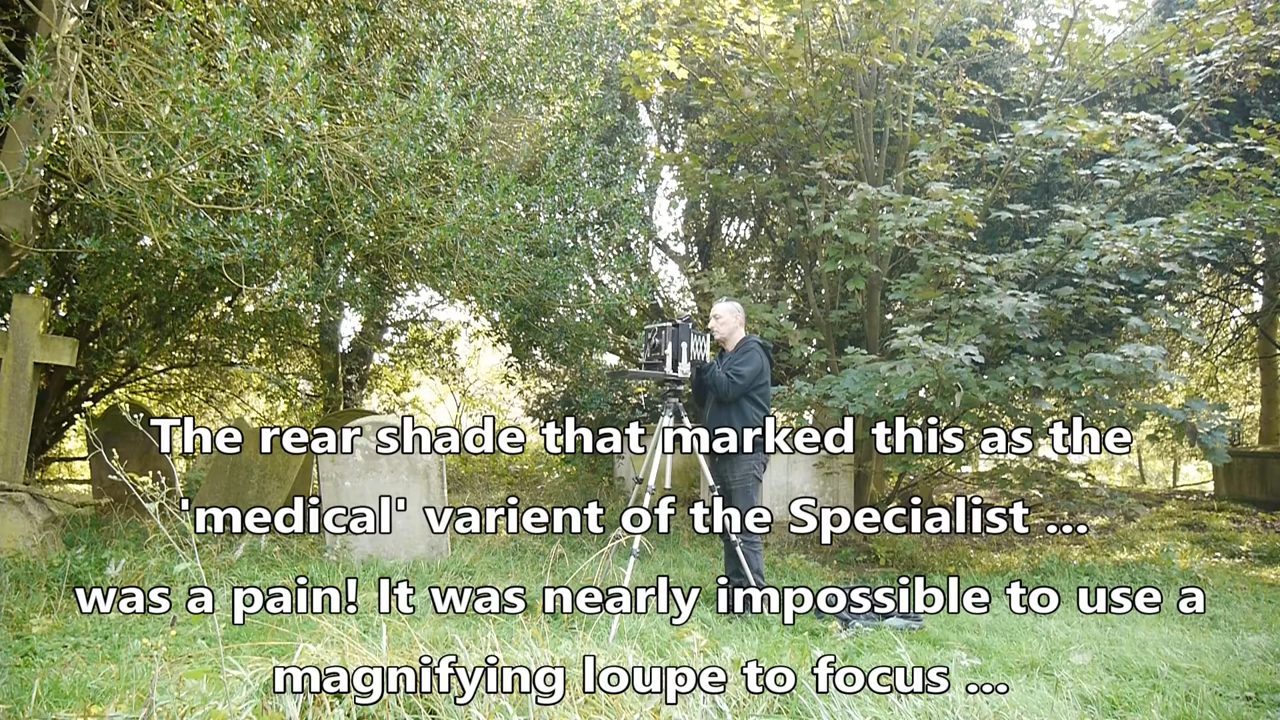 The rear shade that marked this as the
'medical' varient of the Specialist ...
was a pain! It was nearly impossible to use a
magnifying loupe to focus ...